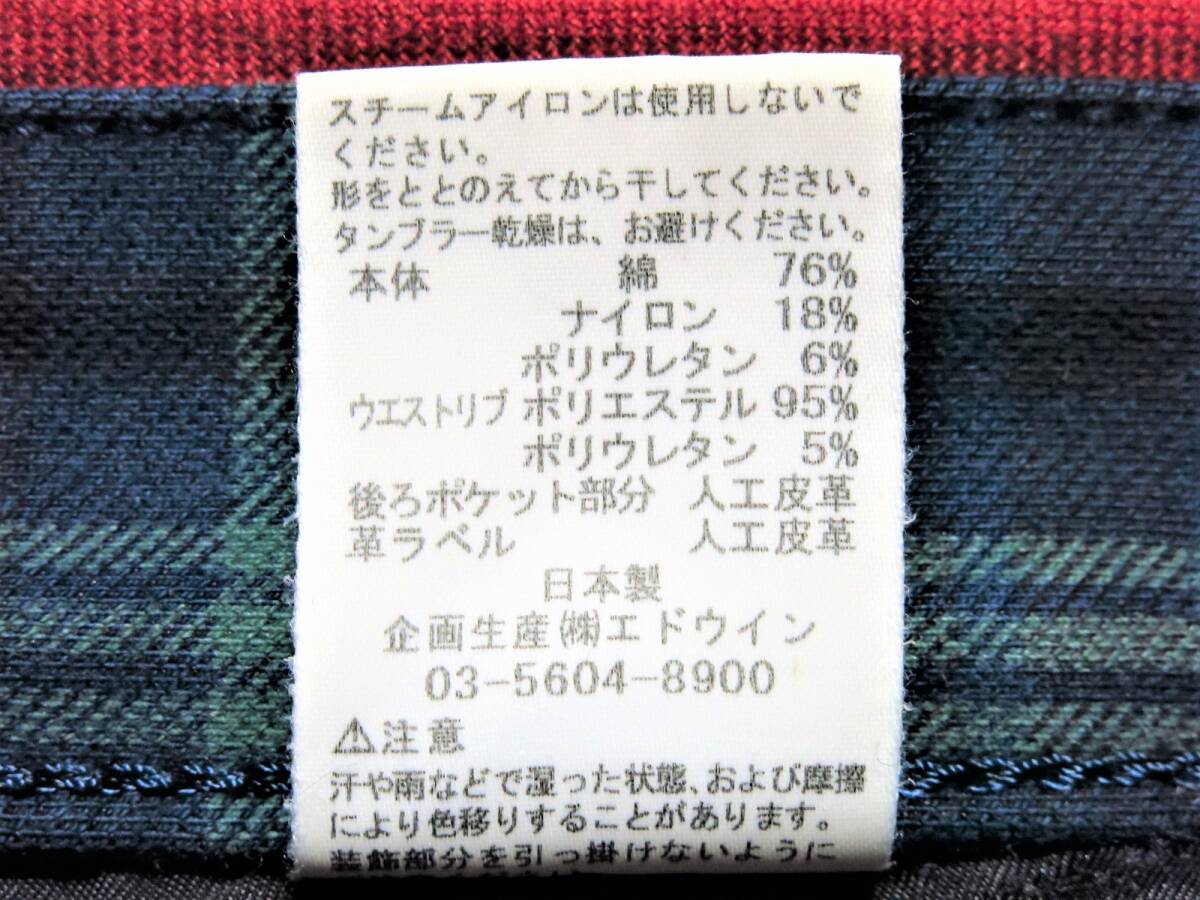 スチームアイロンは使用しないで
ください。
形をととのえてから干してください。
タンブラー乾燥は、お避けください。
本体 綿 76%
ナイロン 18%
ポリウレタン 6%
ウエストリブ ポリエステル 95%
ポリウレタン 5%
後ろポケット部分 人工皮革
革ラベル 人工皮革
日本製
企画生産㈱エドウイン
03-5604-8900
⚠注意
汗や雨などで湿った状態、および摩擦
により色移りすることがあります。
装飾部分を引っ掛けないように